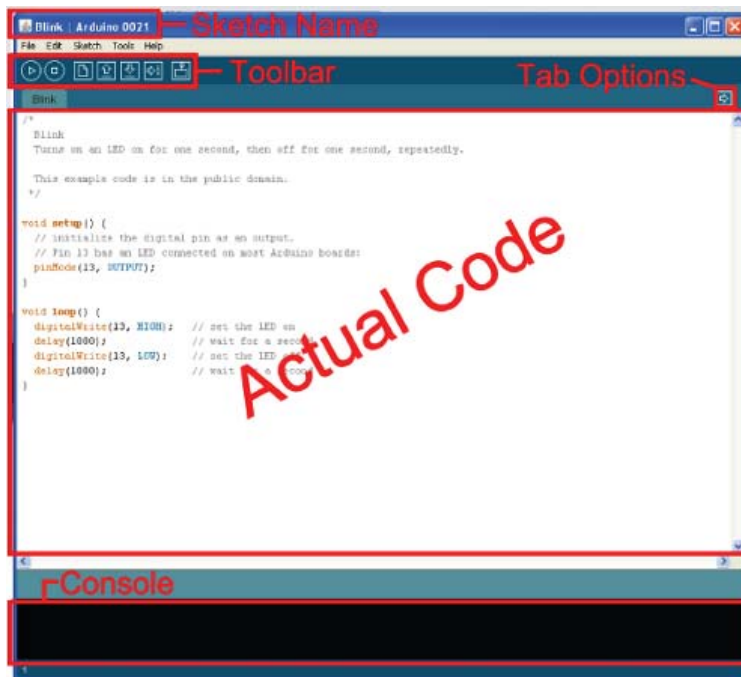 Blink | Arduino 0021
Sketch Name
File Edit Sketch Tools Help
Toolbar
Tab Options
Blink
/*
Blink
Turns on an LED on for one second, then off for one second, repeatedly.
This example code is in the public domain.
*/
void setup() {
// initialize the digital pin as an output.
// Pin 13 has an LED connected on most Arduino boards:
pinMode(13, OUTPUT);
}
void loop() {
digitalWrite(13, HIGH); // set the LED on
delay(1000); // wait for a second
digitalWrite(13, LOW); // set the LED off
delay(1000); // wait for a second
}
Actual Code
Console
1